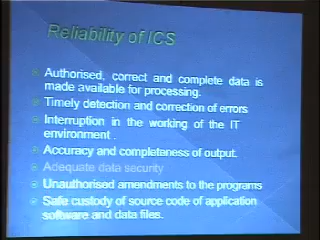 Reliability of ICS
Authorised, correct and complete data is
made available for processing.
Timely detection and correction of errors
Interruption in the working of the IT
environment .
Accuracy and completeness of output.
Adequate data security
Unauthorised amendments to the programs
Safe custody of source code of application
software and data files.